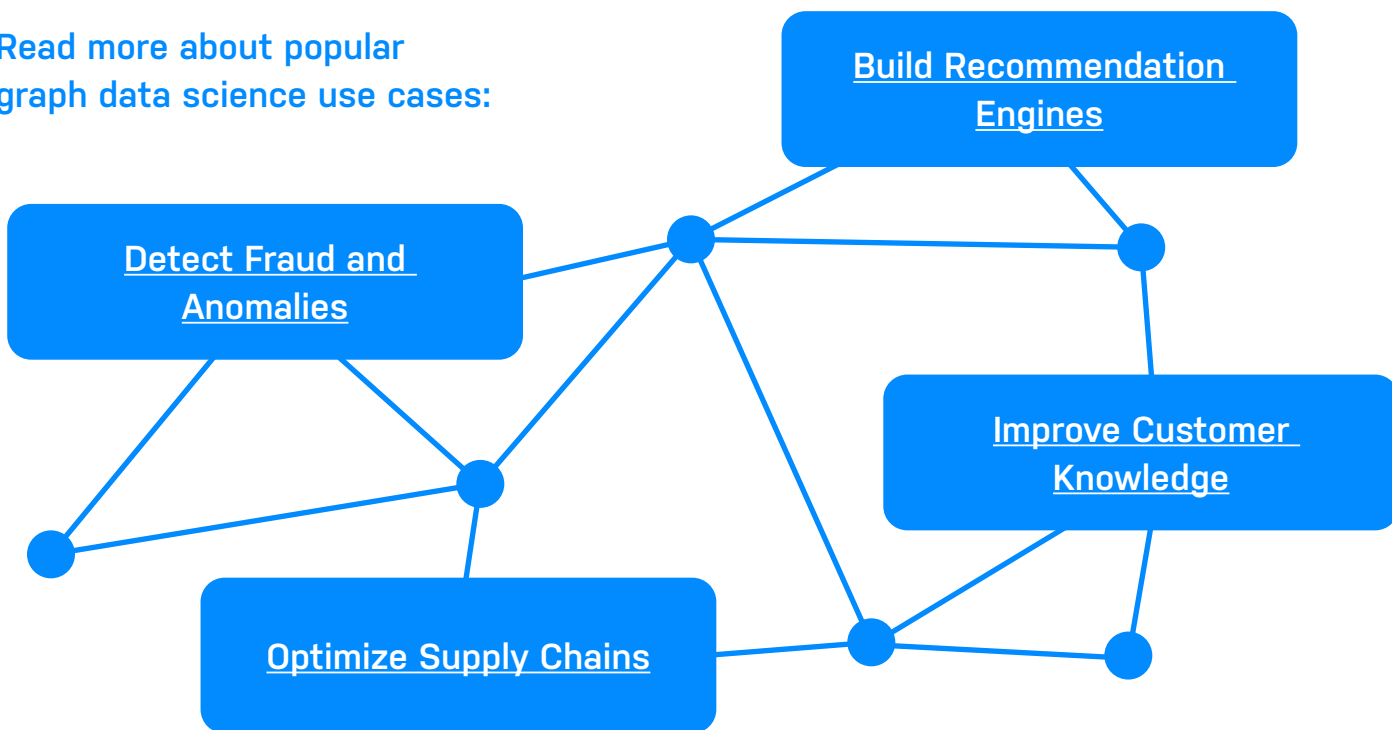 Read more about popular
graph data science use cases:
Build Recommendation
Engines
Detect Fraud and
Anomalies
Improve Customer
Knowledge
Optimize Supply Chains